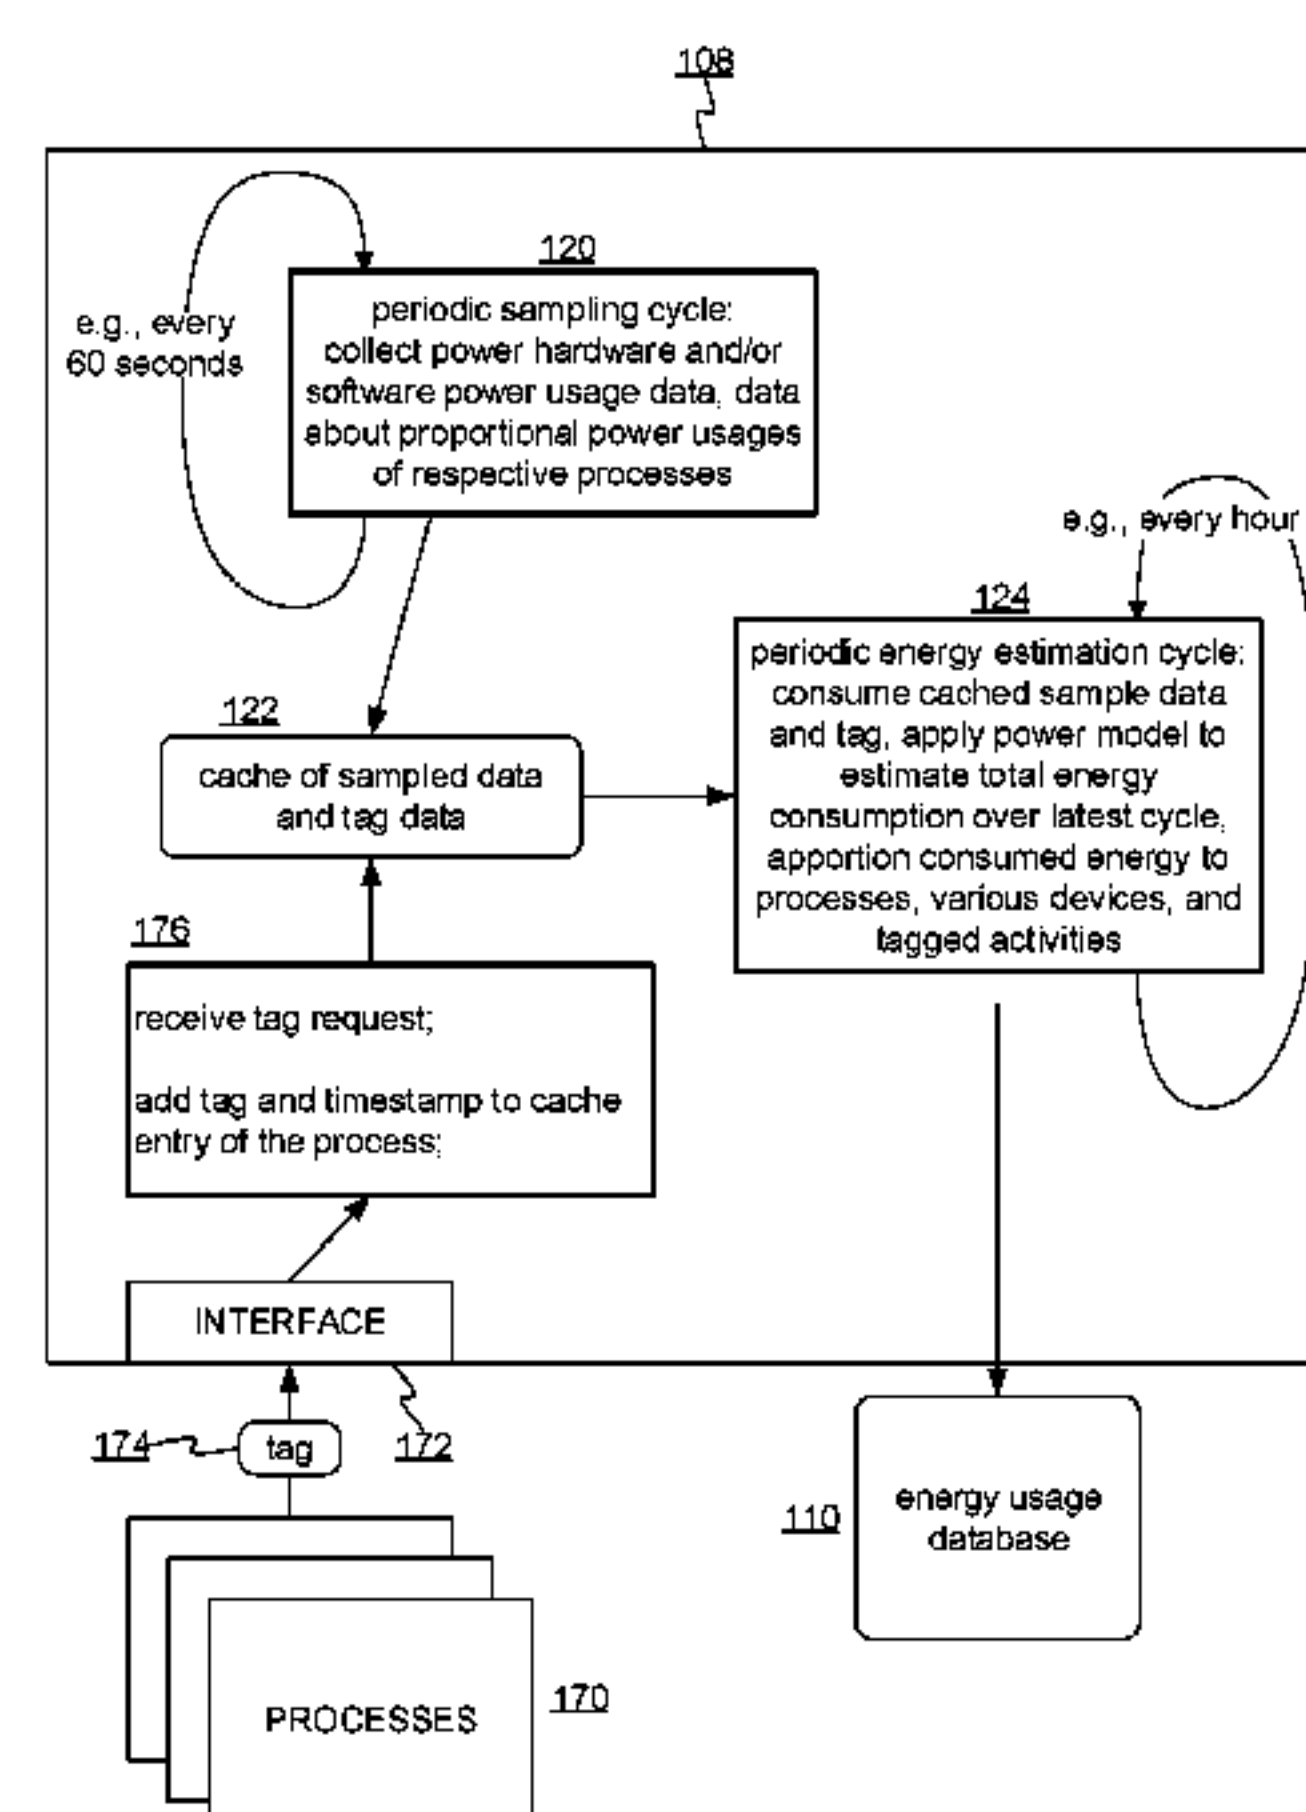 108
120
periodic sampling cycle:
collect power hardware and/or
software power usage data, data
about proportional power usages
of respective processes
e.g., every
60 seconds
e.g., every hour
124
periodic energy estimation cycle:
consume cached sample data
and tag, apply power model to
estimate total energy
consumption over latest cycle,
apportion consumed energy to
processes, various devices, and
tagged activities
122
cache of sampled data
and tag data
176
receive tag request;
add tag and timestamp to cache
entry of the process;
INTERFACE
174
tag
172
110
energy usage
database
PROCESSES
170